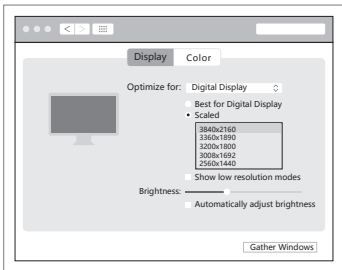 Display Color
Optimize for: Digital Display
Best for Digital Display
Scaled
3840x2160
3360x1890
3200x1800
3008x1692
2560x1440
Show low resolution modes
Brightness:
Automatically adjust brightness
Gather Windows